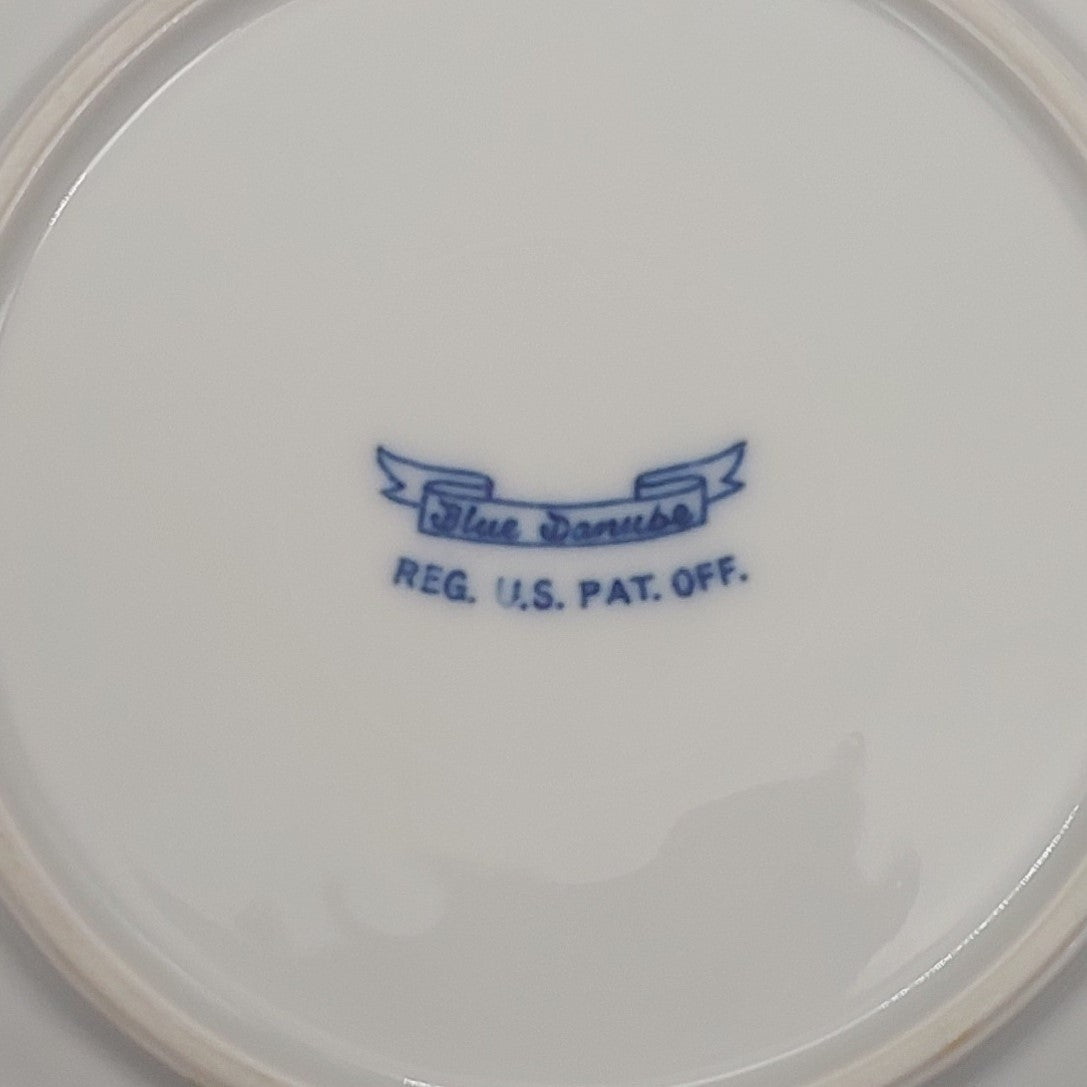 Blue Danube
REG. U.S. PAT. OFF.